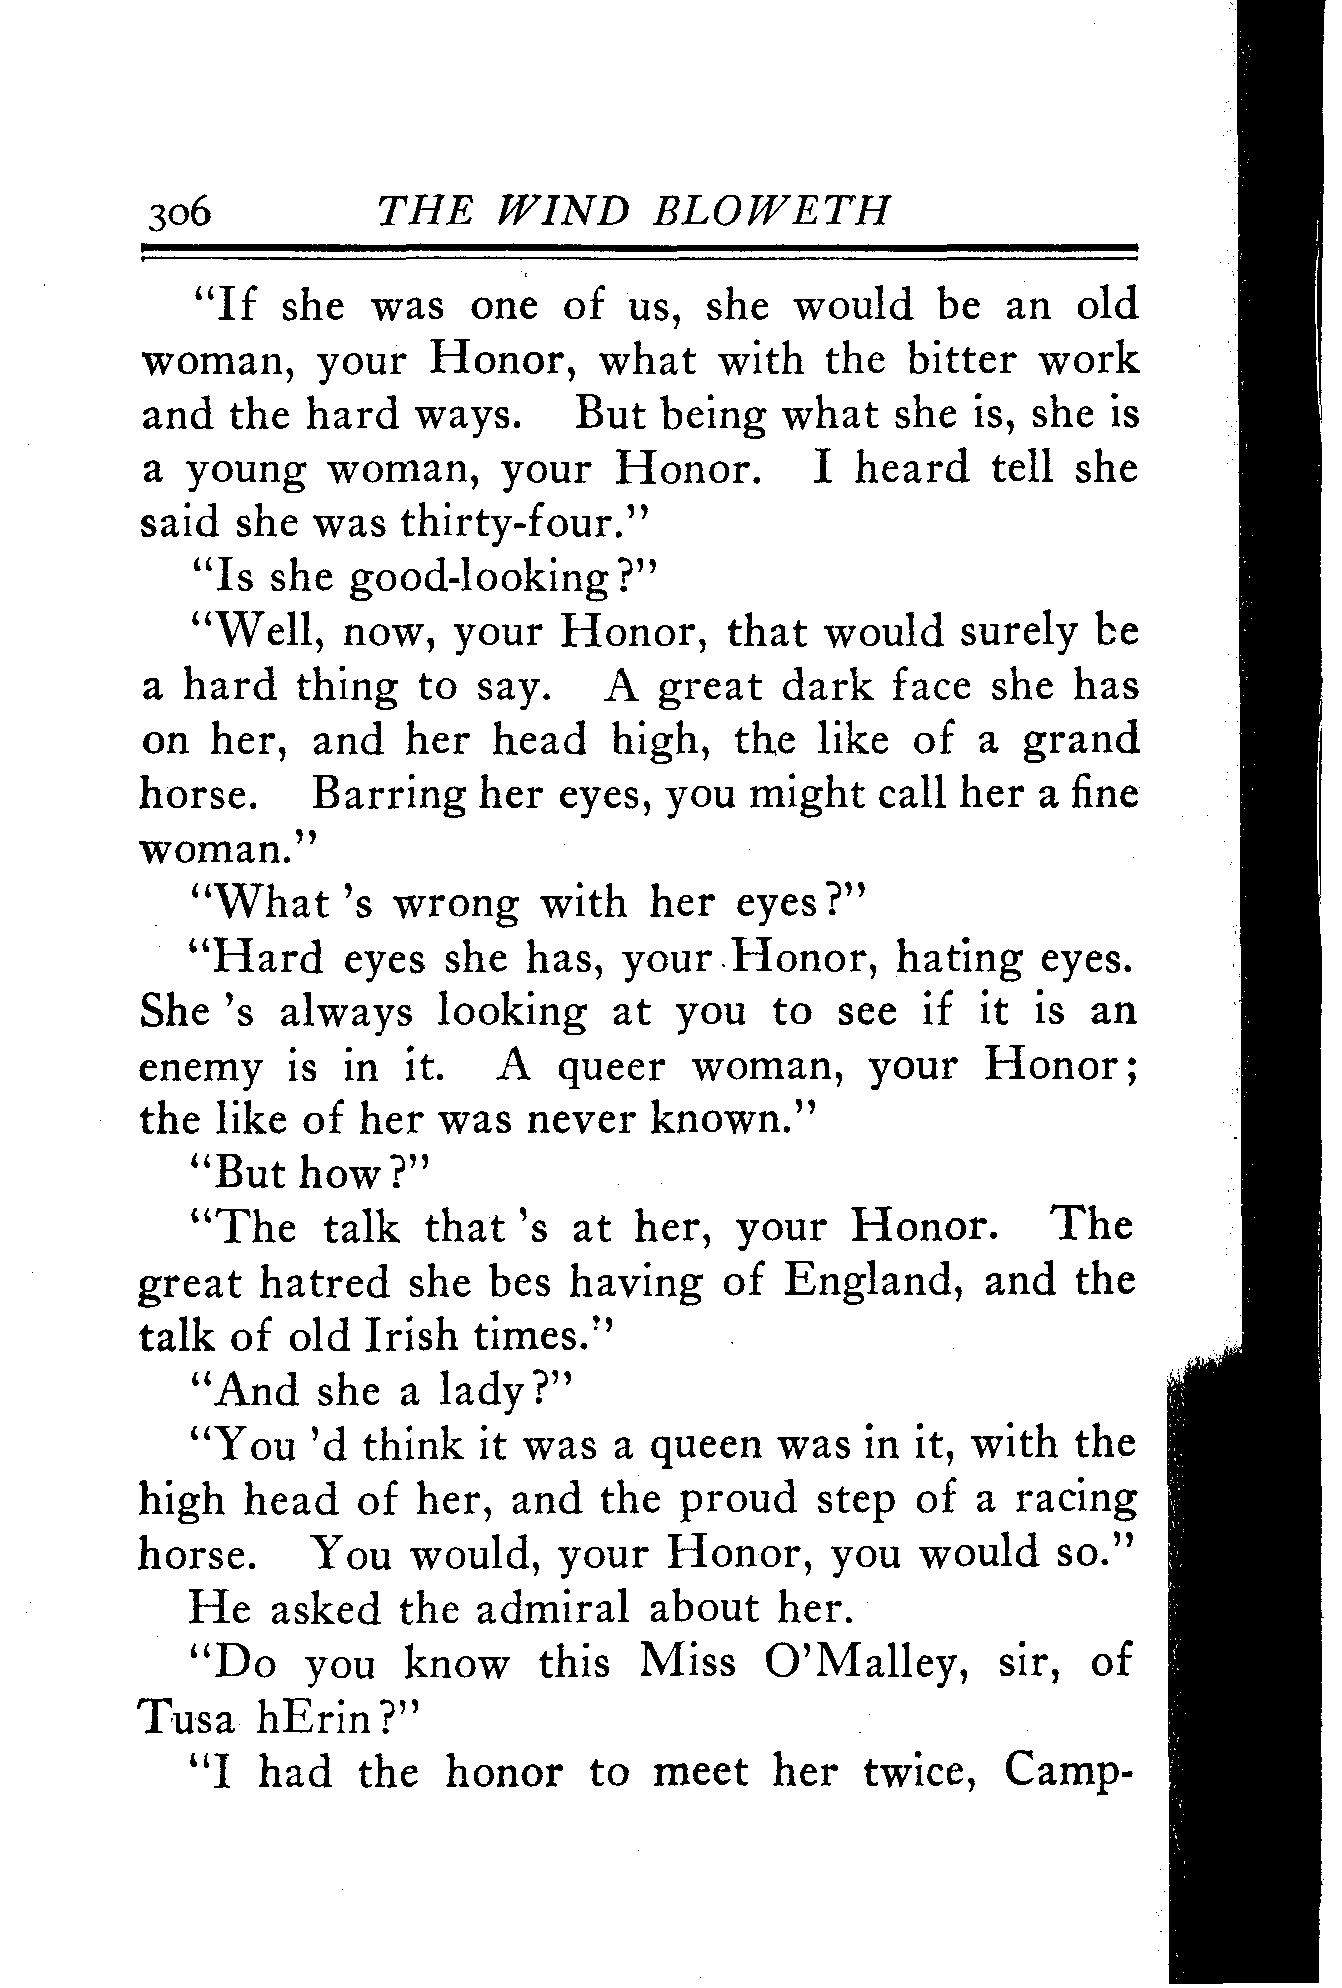 306 THE WIND BLOWETH
"If she was one of us, she would be an old
woman, your Honor, what with the bitter work
and the hard ways. But being what she is, she is
a young woman, your Honor. I heard tell she
said she was thirty-four."
"Is she good-looking?"
"Well, now, your Honor, that would surely be
a hard thing to say. A great dark face she has
on her, and her head high, the like of a grand
horse. Barring her eyes, you might call her a fine
woman."
"What 's wrong with her eyes?"
"Hard eyes she has, your Honor, hating eyes.
She 's always looking at you to see if it is an
enemy is in it. A queer woman, your Honor;
the like of her was never known."
"But how?"
"The talk that 's at her, your Honor. The
great hatred she bes having of England, and the
talk of old Irish times."
"And she a lady?"
"You 'd think it was a queen was in it, with the
high head of her, and the proud step of a racing
horse. You would, your Honor, you would so."
He asked the admiral about her.
"Do you know this Miss O'Malley, sir, of
Tusa hErin?"
"I had the honor to meet her twice, Camp-